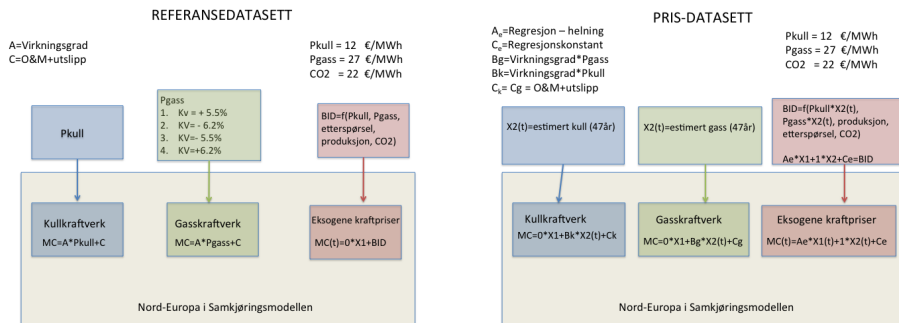 REFERANSEDATASETT
A=Virkningsgrad
C=O&M+utslipp
Pkull = 12 €/MWh
Pgass = 27 €/MWh
CO2 = 22 €/MWh
Pkull
Pgass
1. Kv = + 5.5%
2. KV= - 6.2%
3. KV=- 5.5%
4. KV=+6.2%
BID=f(Pkull, Pgass,
etterspørsel,
produksjon, CO2)
Kullkraftverk
MC=A*Pkull+C
Gasskraftverk
MC=A*Pgass+C
Eksogene kraftpriser
MC(t)=0*X1+BID
Nord-Europa i Samkjøringsmodellen
PRIS-DATASETT
Ae=Regresjon – helning
Ce=Regresjonskonstant
Bg=Virkningsgrad*Pgass
Bk=Virkningsgrad*Pkull
Ck= Cg = O&M+utslipp
Pkull = 12 €/MWh
Pgass = 27 €/MWh
CO2 = 22 €/MWh
X2(t)=estimert kull (47år)
X2(t)=estimert gass (47år)
BID=f(Pkull*X2(t),
Pgass*X2(t), produksjon,
etterspørsel, CO2)
Ae*X1+1*X2+Ce=BID
Kullkraftverk
MC=0*X1+Bk*X2(t)+Ck
Gasskraftverk
MC=0*X1+Bg*X2(t)+Cg
Eksogene kraftpriser
MC(t)=Ae*X1(t)+1*X2(t)+Ce
Nord-Europa i Samkjøringsmodellen